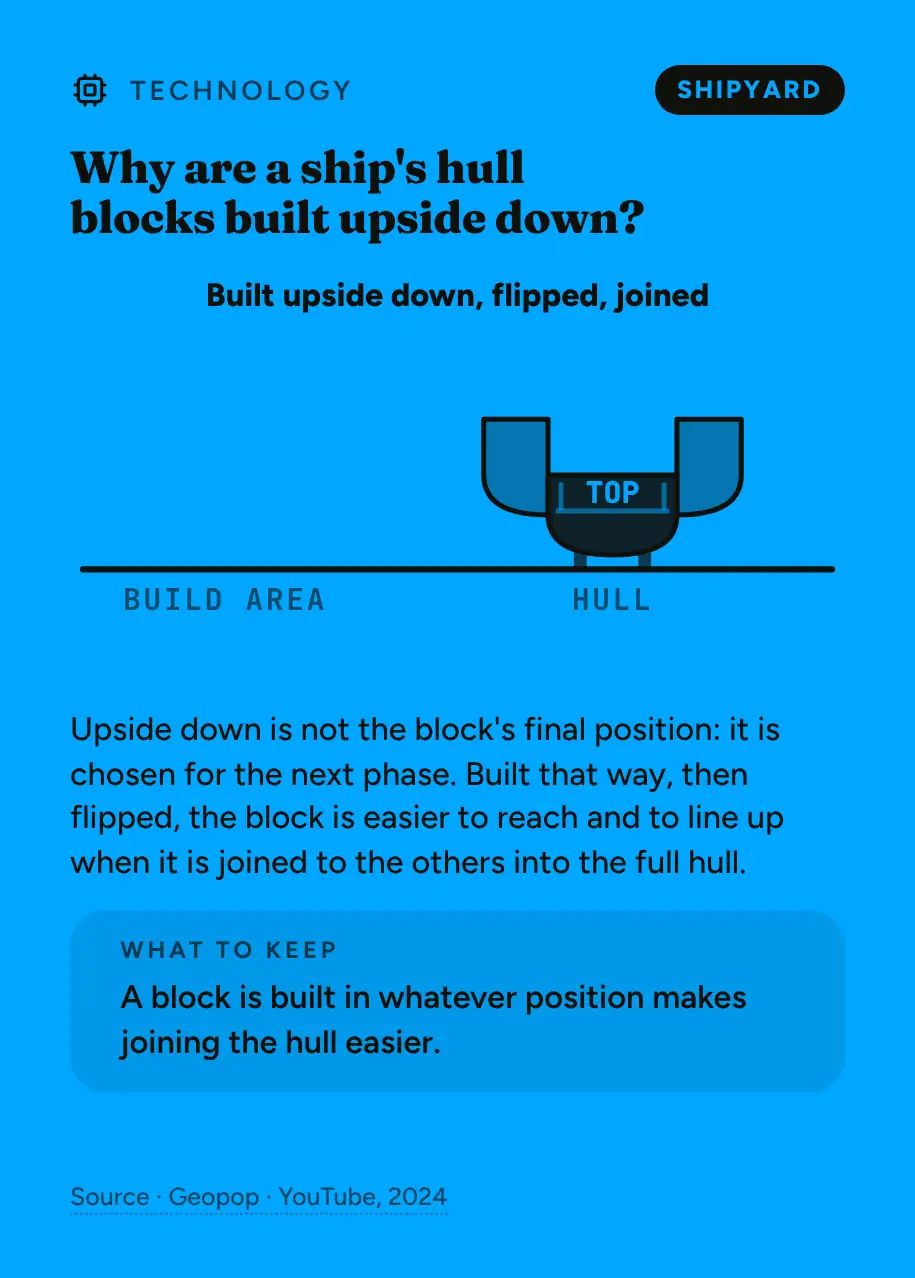 TECHNOLOGY
SHIPYARD
Why are a ship's hull
blocks built upside down?
Built upside down, flipped, joined
TOP
BUILD AREA
HULL
Upside down is not the block's final position: it is
chosen for the next phase. Built that way, then
flipped, the block is easier to reach and to line up
when it is joined to the others into the full hull.
WHAT TO KEEP
A block is built in whatever position makes
joining the hull easier.
Source · Geopop · YouTube, 2024